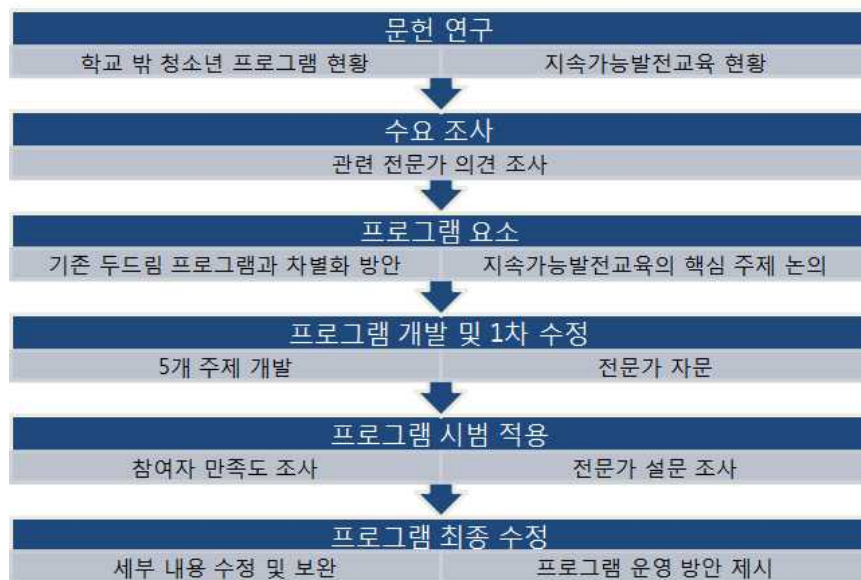 문헌 연구
학교 밖 청소년 프로그램 현황 지속가능발전교육 현황
수요 조사
관련 전문가 의견 조사
프로그램 요소
기존 두드림 프로그램과 차별화 방안 지속가능발전교육의 핵심 주제 논의
프로그램 개발 및 1차 수정
5개 주제 개발 전문가 자문
프로그램 시범 적용
참여자 만족도 조사 전문가 설문 조사
프로그램 최종 수정
세부 내용 수정 및 보완 프로그램 운영 방안 제시